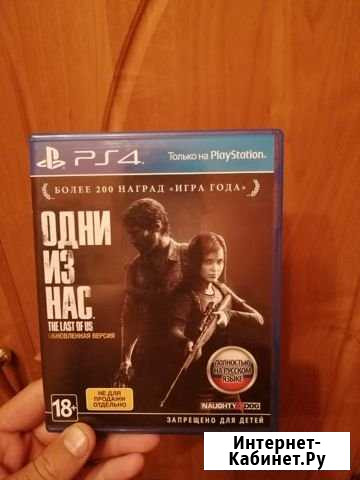 PS4
Только на PlayStation.
БОЛЕЕ 200 НАГРАД «ИГРА ГОДА»
ОДНИ
ИЗ
НАС
THE LAST OF US
ОБНОВЛЕННАЯ ВЕРСИЯ
ПОЛНОСТЬЮ
НА РУССКОМ
ЯЗЫКЕ
НЕ ДЛЯ
ПРОДАЖИ
ОТДЕЛЬНО
18+
NAUGHTY DOG
ЗАПРЕЩЕНО ДЛЯ ДЕТЕЙ
Интернет-
Кабинет.Ру